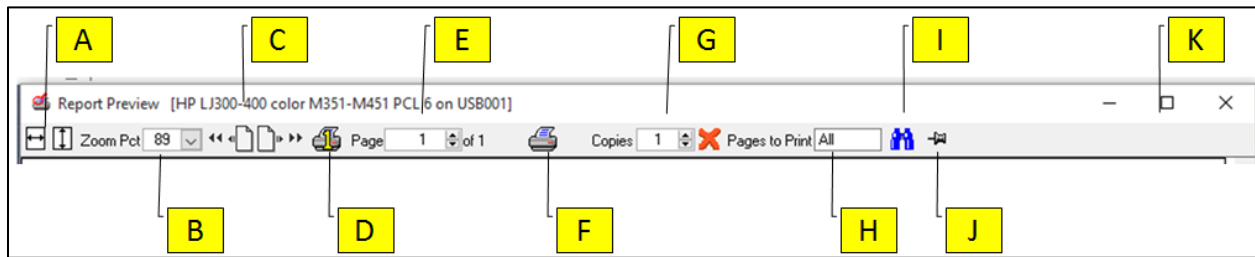 A C E G I K
Report Preview [HP LJ300-400 color M351-M451 PCL 6 on USB001]
Zoom Pct 89 1 Page 1 of 1 Copies 1 Pages to Print All
B D F H J